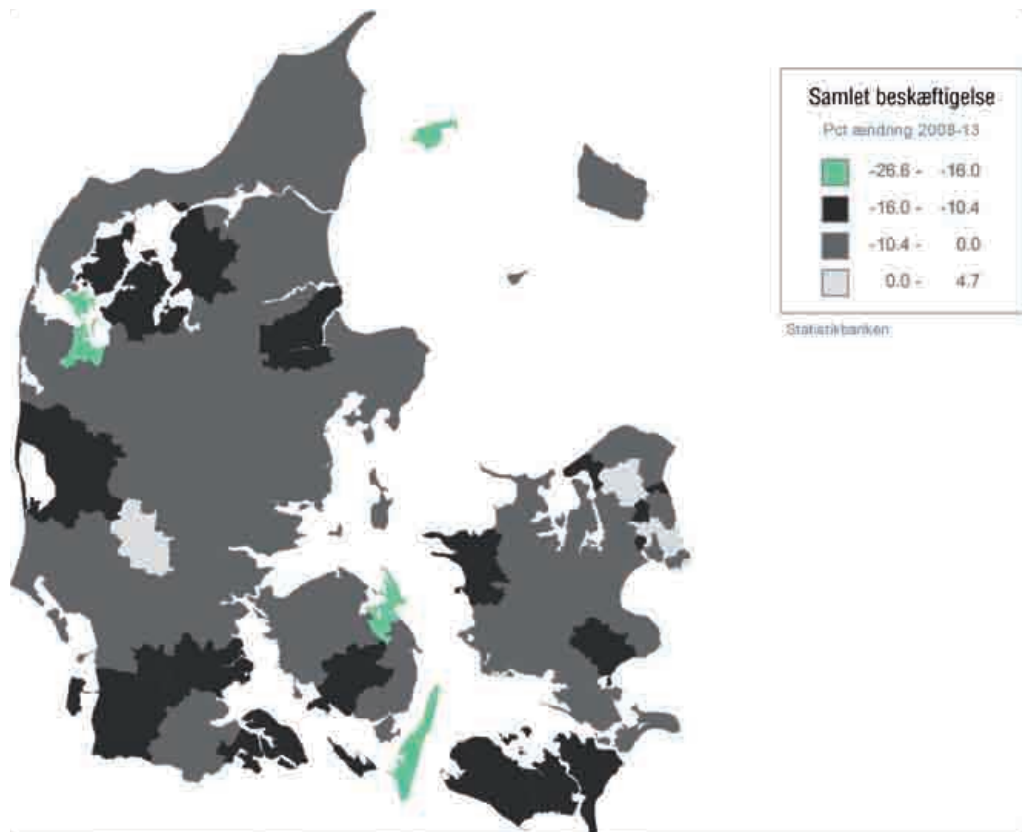 Samlet beskæftigelse
Pct ændring 2008-13
-26.6 - -16.0
-16.0 - -10.4
-10.4 - 0.0
0.0 - 4.7
Statistikbanken